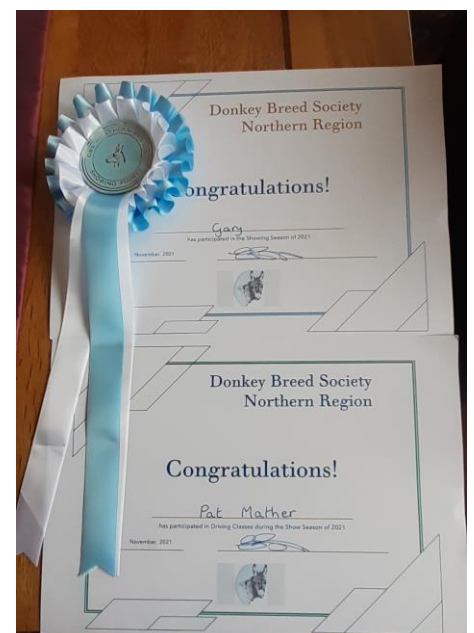 Donkey Breed Society
Northern Region
ongratulations!
Gary
has participated in the Showing Season of 2021
November, 2021
Donkey Breed Society
Northern Region
Congratulations!
Pat Mather
has participated in Driving Classes during the Show Season of 2021
November, 2021